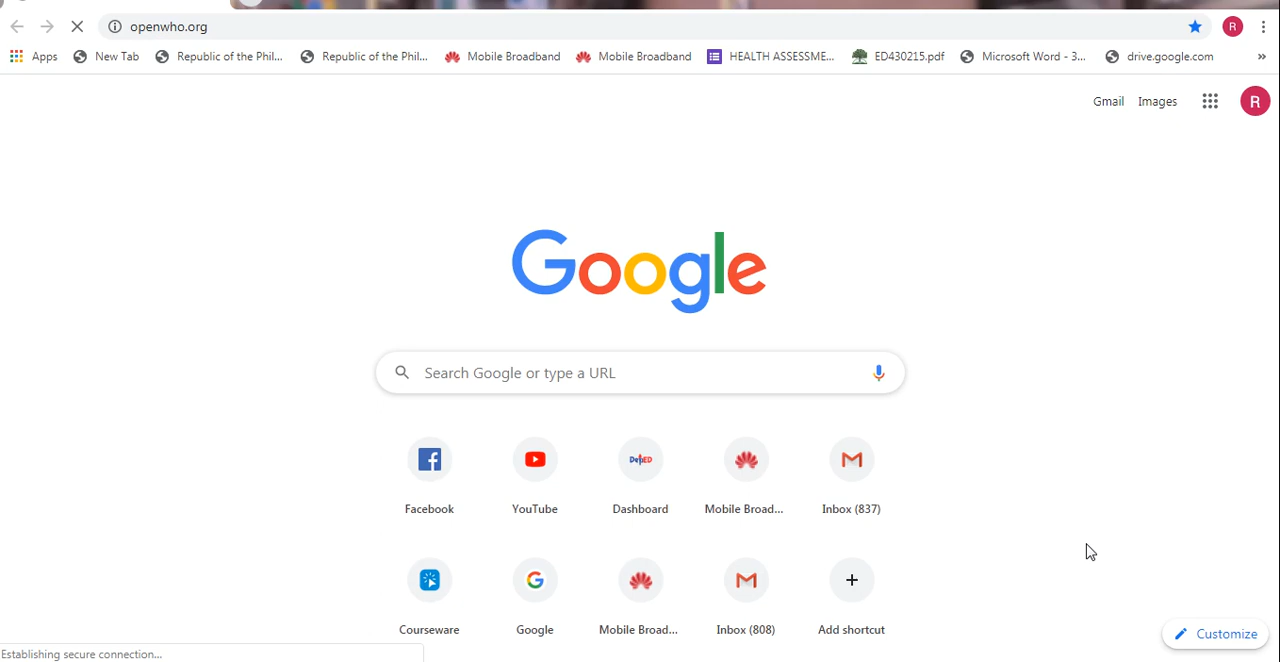 openwho.org
R
Apps New Tab Republic of the Phil... Republic of the Phil... Mobile Broadband Mobile Broadband HEALTH ASSESSME... ED430215.pdf Microsoft Word - 3... drive.google.com »
Gmail Images R
Google
Search Google or type a URL
DepED
Facebook YouTube Dashboard Mobile Broad... Inbox (837)
Courseware Google Mobile Broad... Inbox (808) Add shortcut
Customize
Establishing secure connection...